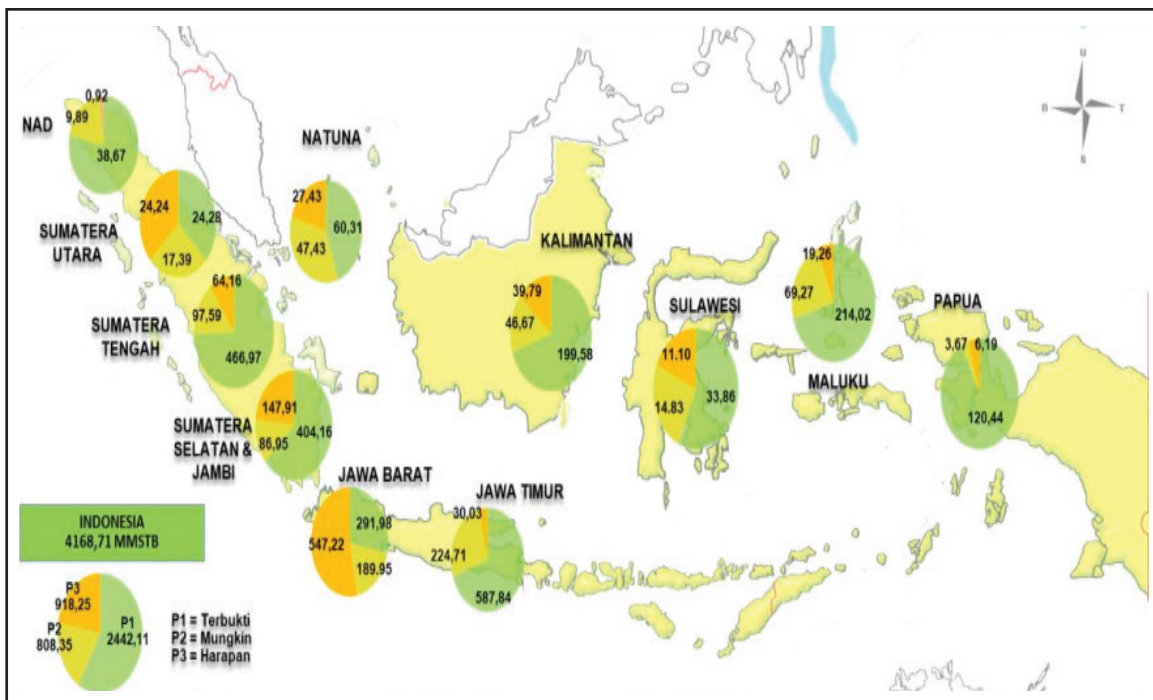 U
B T
S
0,92
9,89
NAD
38,67
NATUNA
27,43
60,31
47,43
24,24
24,28
SUMATERA
UTARA
17,39
KALIMANTAN
39,79
46,67
199,58
64,16
97,59
SUMATERA
TENGAH
466,97
SULAWESI
11.10
14.83
33,86
19,26
69,27
214,02
MALUKU
PAPUA
3,67
6,19
120,44
147,91
404,16
86,95
SUMATERA
SELATAN &
JAMBI
JAWA BARAT
291,98
547,22
189.95
JAWA TIMUR
30,03
224,71
587,84
INDONESIA
4168,71 MMSTB
P3
918,25
P1
2442,11
P2
808,35
P1 = Terbukti
P2 = Mungkin
P3 = Harapan